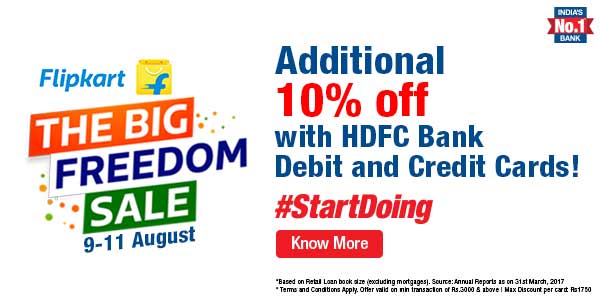 INDIA'S
No.1
BANK
Flipkart
THE BIG
FREEDOM
SALE
9-11 August
Additional
10% off
with HDFC Bank
Debit and Credit Cards!
#StartDoing
Know More
*Based on Retail Loan book size (excluding mortgages). Source: Annual Reports as on 31st March, 2017
*Terms and Conditions Apply. Offer valid on min transaction of Rs.3000 & above | Max Discount per card: Rs1750